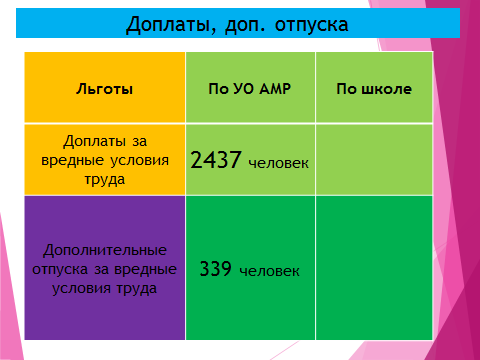 Доплаты, доп. отпуска
Льготы
По УО АМР
По школе
Доплаты за
вредные условия
труда
2437 человек
Дополнительные
отпуска за вредные
условия труда
339 человек